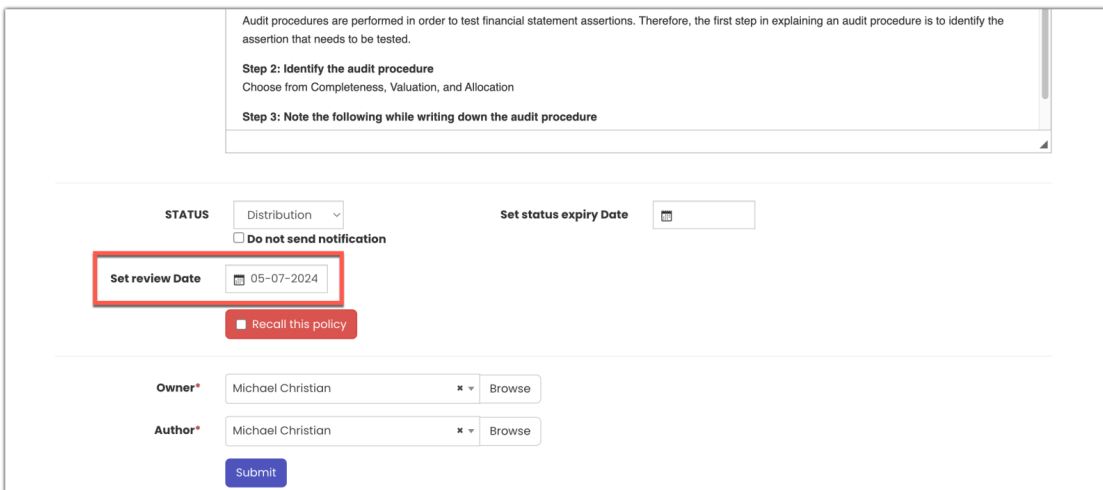 Audit procedures are performed in order to test financial statement assertions. Therefore, the first step in explaining an audit procedure is to identify the
assertion that needs to be tested.
Step 2: Identify the audit procedure
Choose from Completeness, Valuation, and Allocation
Step 3: Note the following while writing down the audit procedure
STATUS Distribution Set status expiry Date
Do not send notification
Set review Date 05-07-2024
Recall this policy
Owner* Michael Christian × Browse
Author* Michael Christian × Browse
Submit